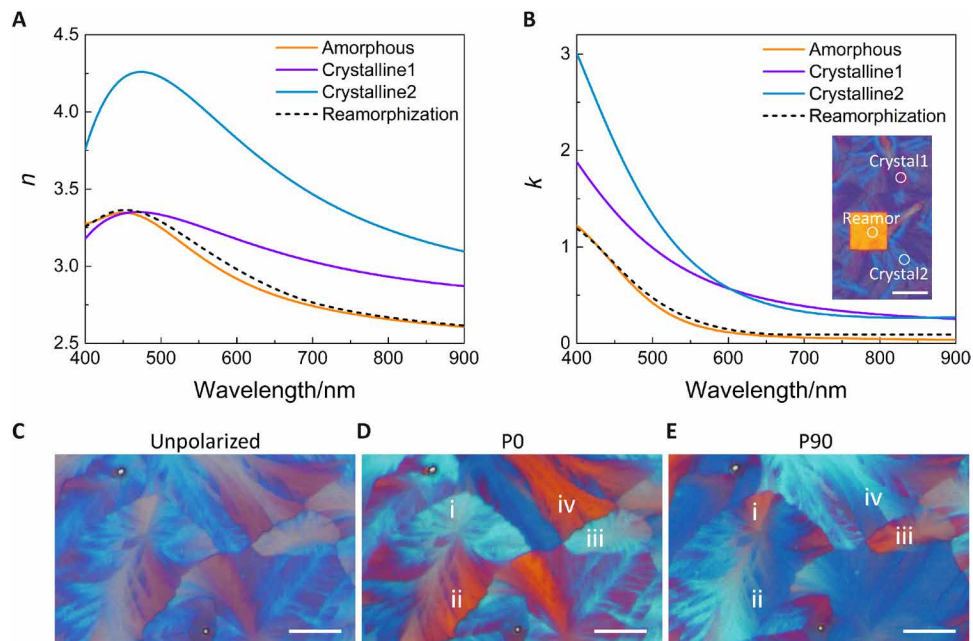 A
4.5
4.0
3.5
3.0
2.5
n
Amorphous
Crystalline1
Crystalline2
Reamorphization
400 500 600 700 800 900
Wavelength/nm
B
3
2
1
0
k
Amorphous
Crystalline1
Crystalline2
Reamorphization
Crystal1
Reamor
Crystal2
400 500 600 700 800 900
Wavelength/nm
C Unpolarized
D P0
i
iv
iii
ii
E P90
i
iv
iii
ii